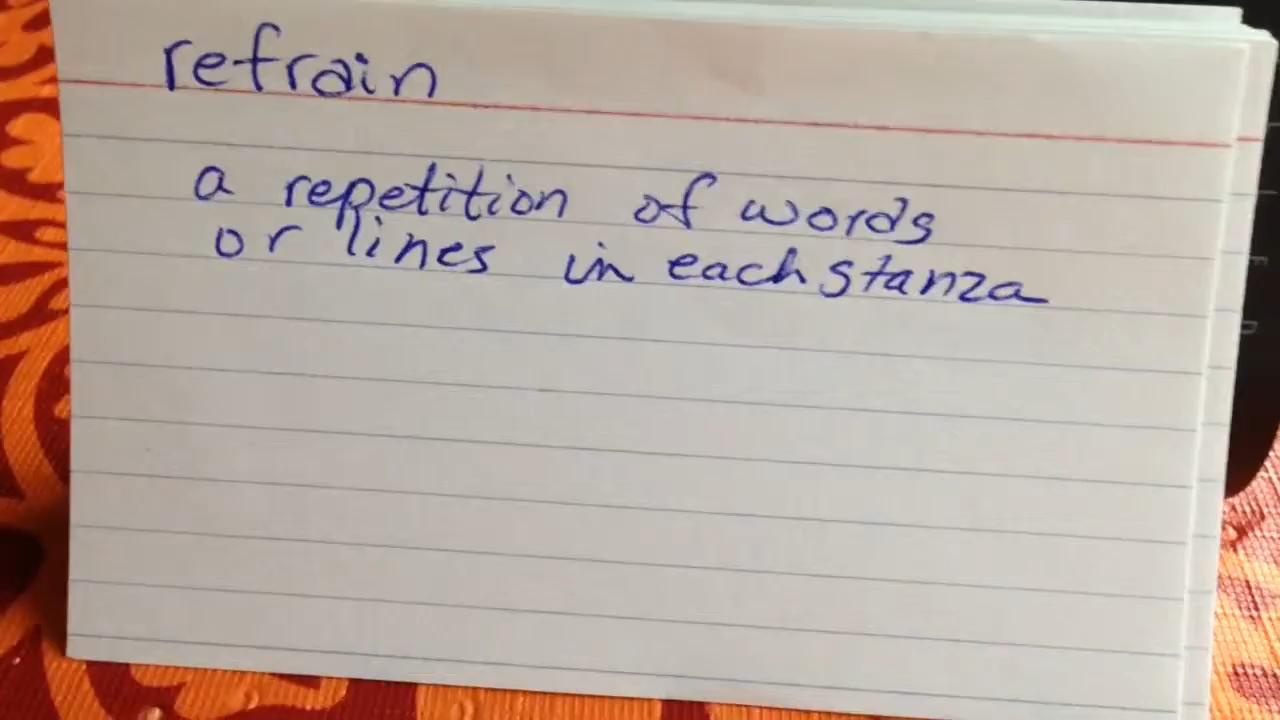 refrain
a repetition of words
or lines in each stanza